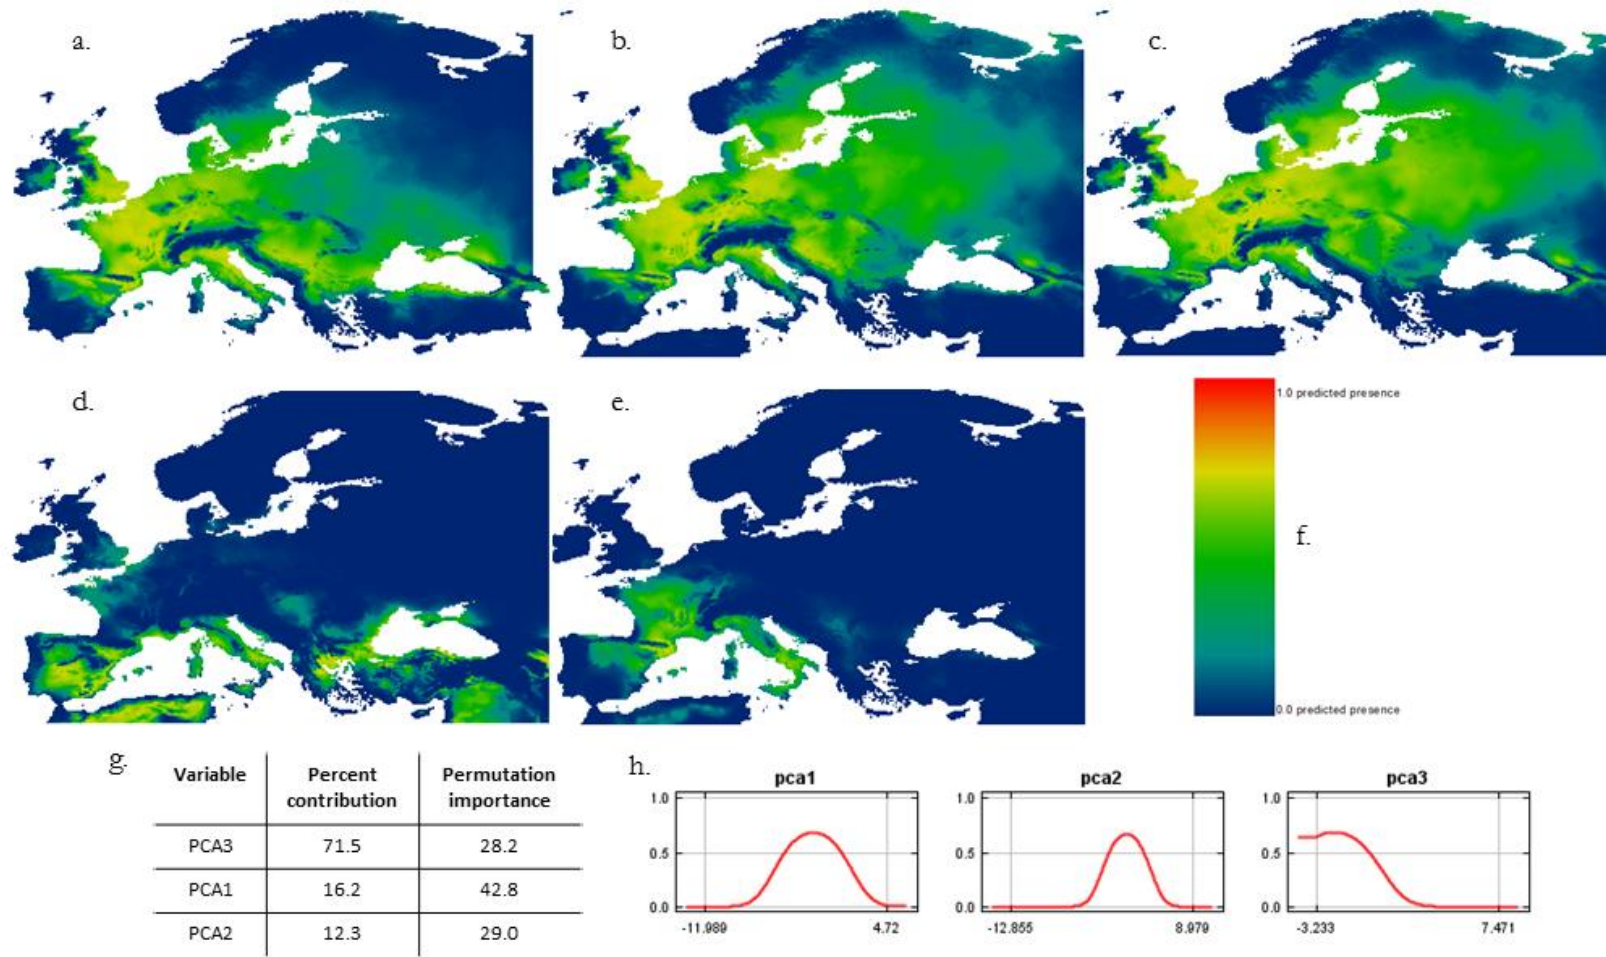 a.
b.
c.
d.
e.
1.0 predicted presence
f.
0.0 predicted presence
g.
Variable Percent contribution Permutation importance
PCA3 71.5 28.2
PCA1 16.2 42.8
PCA2 12.3 29.0
h.
pca1
1.0
0.5
0.0
-11.989 4.72
pca2
1.0
0.5
0.0
-12.855 8.979
pca3
1.0
0.5
0.0
-3.233 7.471